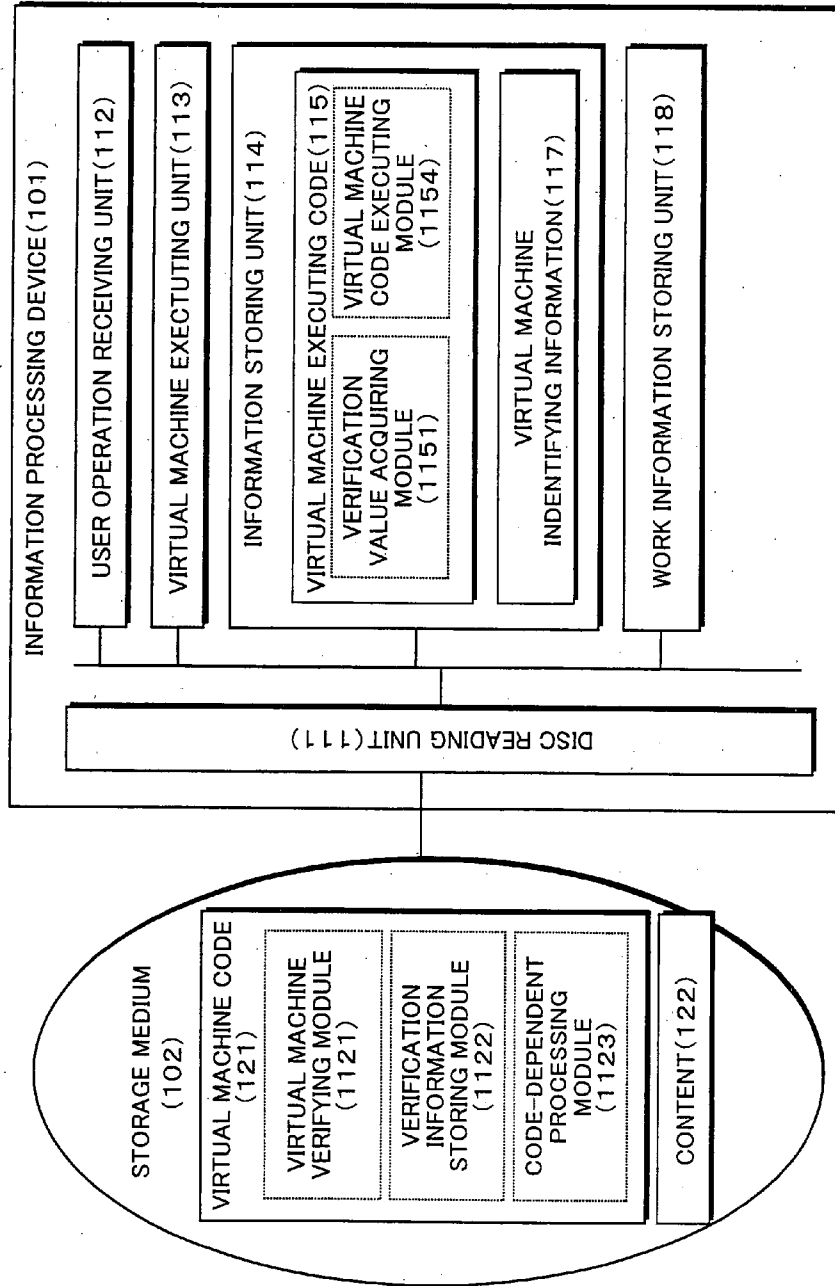 STORAGE MEDIUM
(102)
VIRTUAL MACHINE CODE
(121)
VIRTUAL MACHINE
VERIFYING MODULE
(1121)
VERIFICATION
INFORMATION
STORING MODULE
(1122)
CODE-DEPENDENT
PROCESSING
MODULE
(1123)
CONTENT(122)
INFORMATION PROCESSING DEVICE(101)
DISC READING UNIT(111)
USER OPERATION RECEIVING UNIT(112)
VIRTUAL MACHINE EXECTUTING UNIT(113)
INFORMATION STORING UNIT(114)
VIRTUAL MACHINE EXECUTING CODE(115)
VERIFICATION
VALUE ACQUIRING
MODULE
(1151)
VIRTUAL MACHINE
CODE EXECUTING
MODULE
(1154)
VIRTUAL MACHINE
INDENTIFYING INFORMATION(117)
WORK INFORMATION STORING UNIT(118)